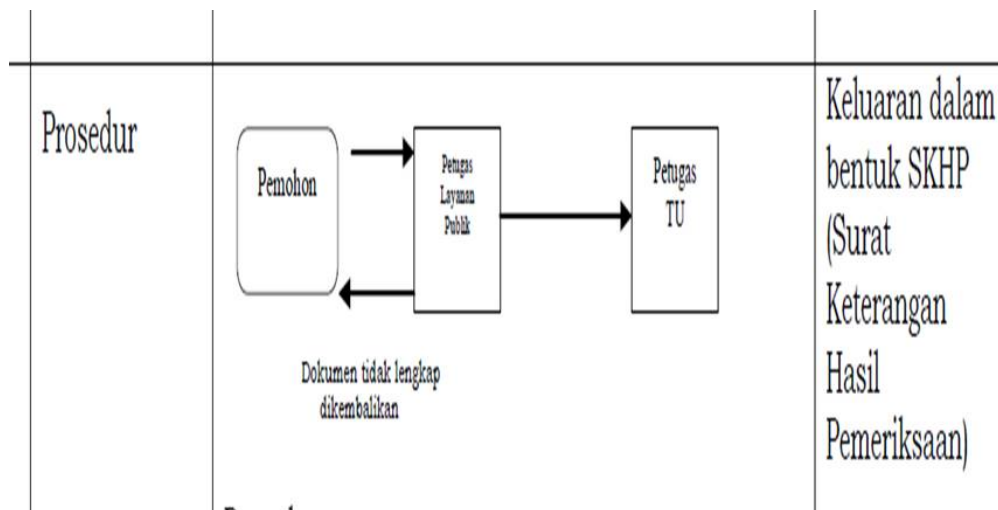 Prosedur
Pemohon
Petugas
Layanan
Publik
Petugas
TU
Dokumen tidak lengkap
dikembalikan
Keluaran dalam
bentuk SKHP
(Surat
Keterangan
Hasil
Pemeriksaan)